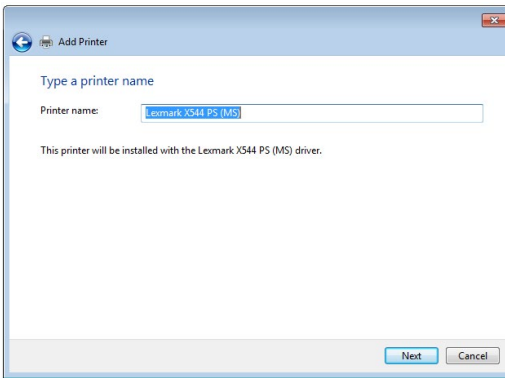 Add Printer
Type a printer name
Printer name: Lexmark X544 PS (MS)
This printer will be installed with the Lexmark X544 PS (MS) driver.
Next Cancel